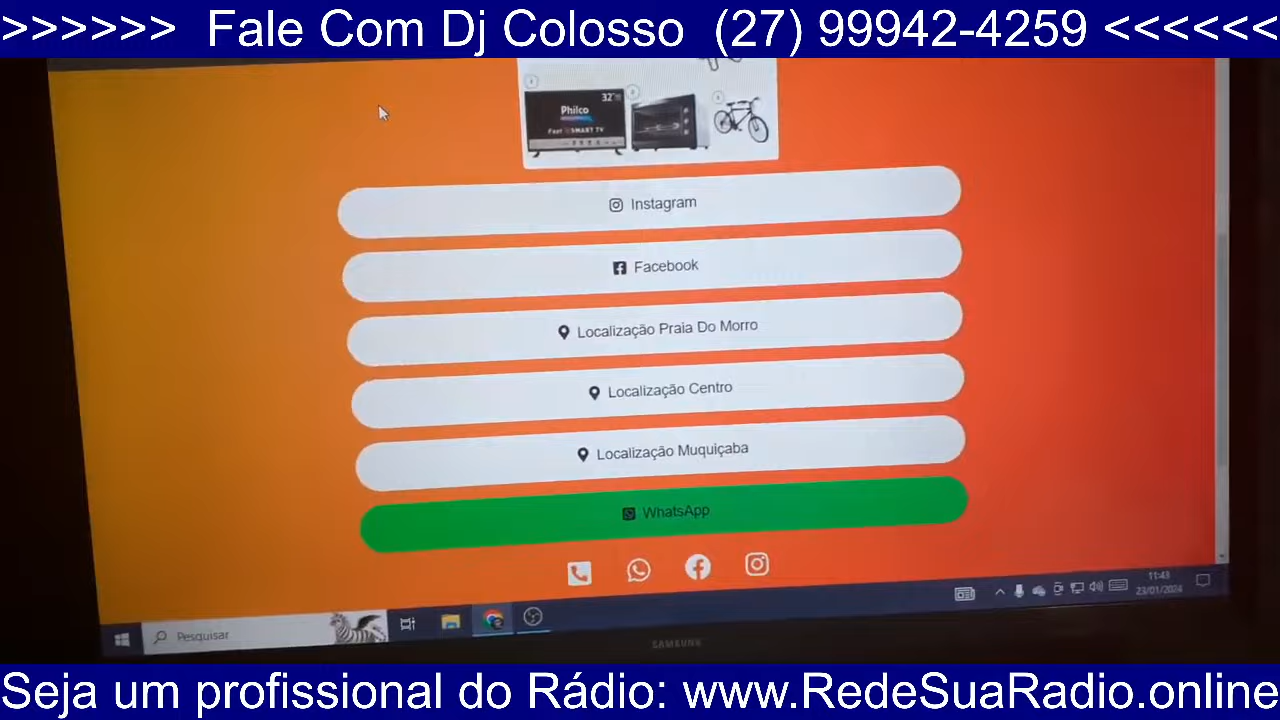 >>>>>> Fale Com Dj Colosso (27) 99942-4259 <<<<<<
32"
Philco
Fast SMART TV
Instagram
Facebook
Localização Praia Do Morro
Localização Centro
Localização Muquiçaba
WhatsApp
Pesquisar
11:43
23/01/2024
SAMSUNG
Seja um profissional do Rádio: www.RedeSuaRadio.online